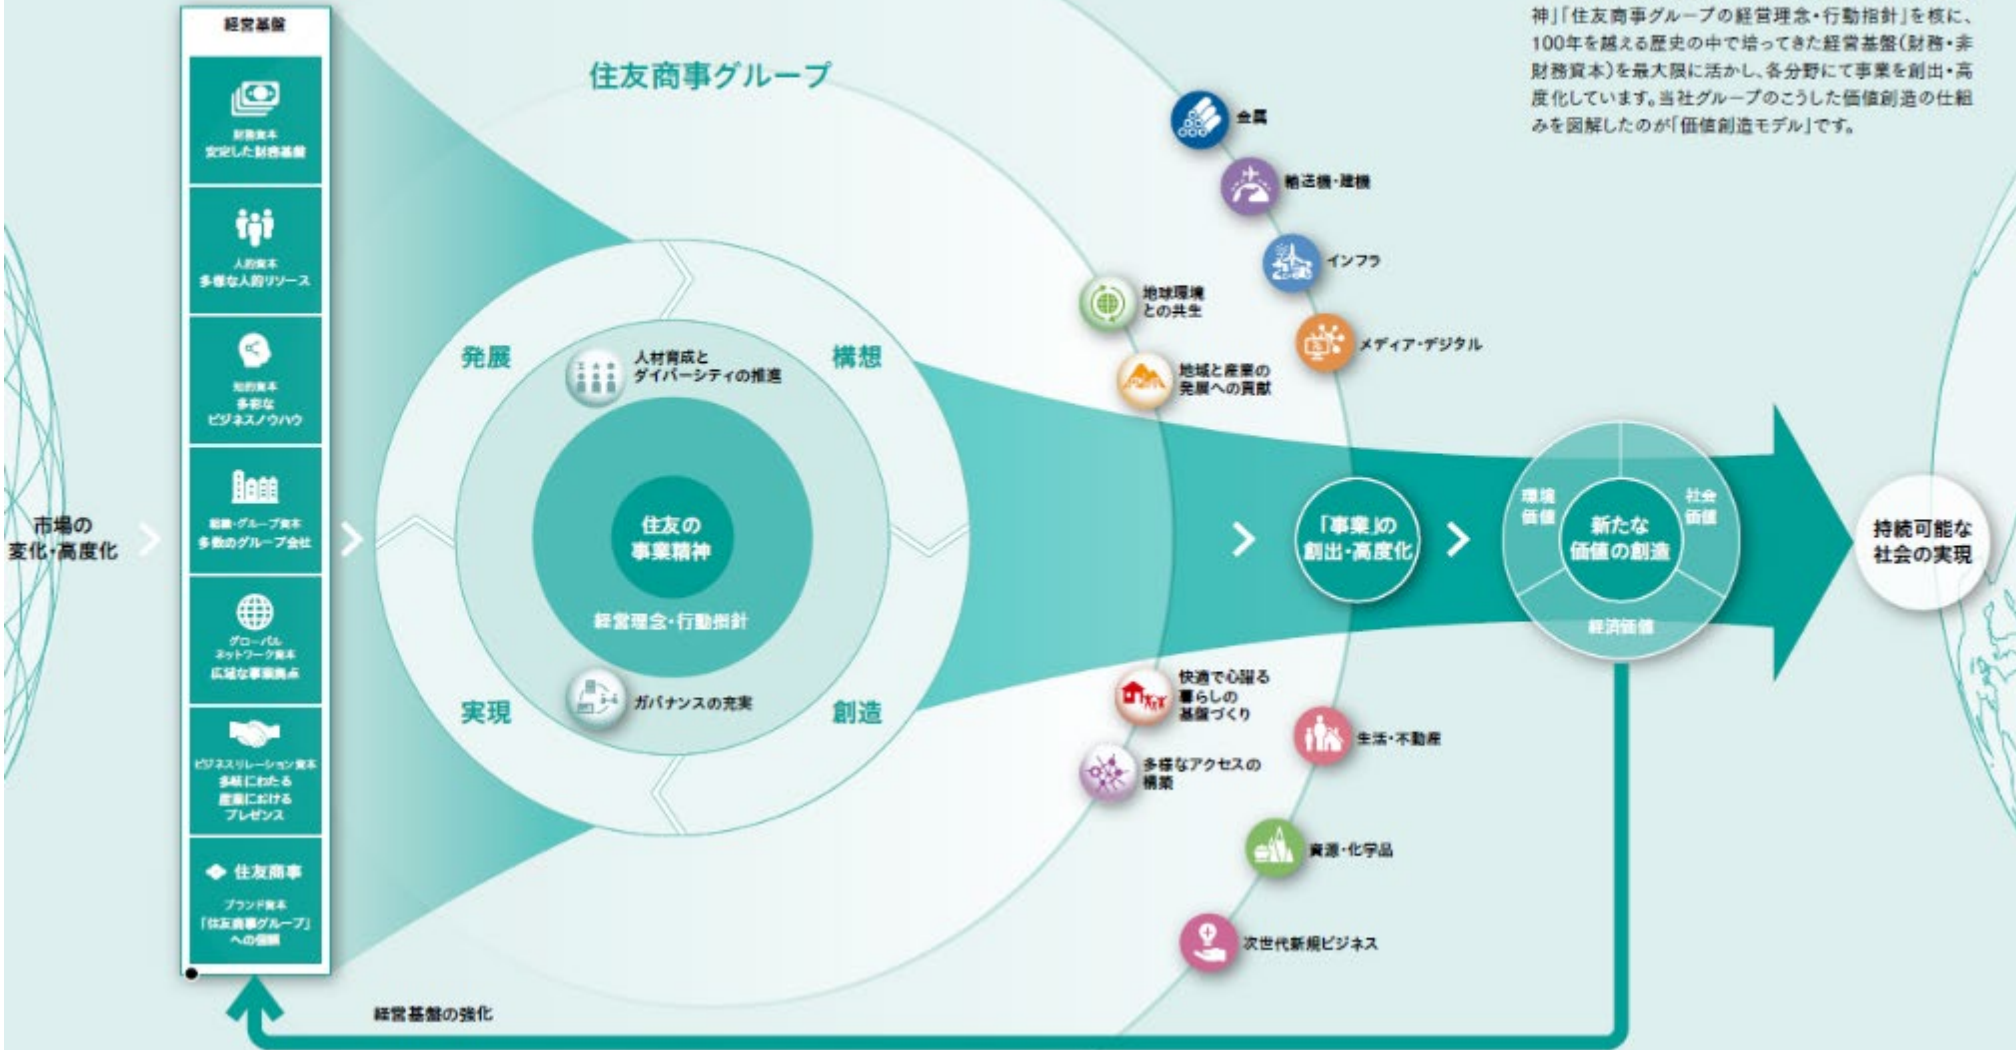 神」「住友商事グループの経営理念・行動指針」を核に、
100年を越える歴史の中で培ってきた経営基盤(財務・非
財務資本)を最大限に活かし、各分野にて事業を創出・高
度化しています。当社グループのこうした価値創造の仕組
みを図解したのが「価値創造モデル」です。
経営基盤
財務資本
安定した財務基盤
人的資本
多様な人的リソース
知的資本
多彩な
ビジネスノウハウ
組織・グループ資本
多数のグループ会社
グローバル
ネットワーク資本
広域な事業拠点
ビジネスリレーション資本
多岐にわたる
産業における
プレゼンス
住友商事
ブランド資本
「住友商事グループ」
への信頼
市場の
変化・高度化
住友商事グループ
発展
構想
実現
創造
人材育成と
ダイバーシティの推進
住友の
事業精神
経営理念・行動指針
ガバナンスの充実
地球環境
との共生
地域と産業の
発展への貢献
快適で心躍る
暮らしの
基盤づくり
多様なアクセスの
構築
金属
輸送機・建機
インフラ
メディア・デジタル
「事業」の
創出・高度化
生活・不動産
資源・化学品
次世代新規ビジネス
環境
価値
社会
価値
新たな
価値の創造
経済価値
持続可能な
社会の実現
経営基盤の強化